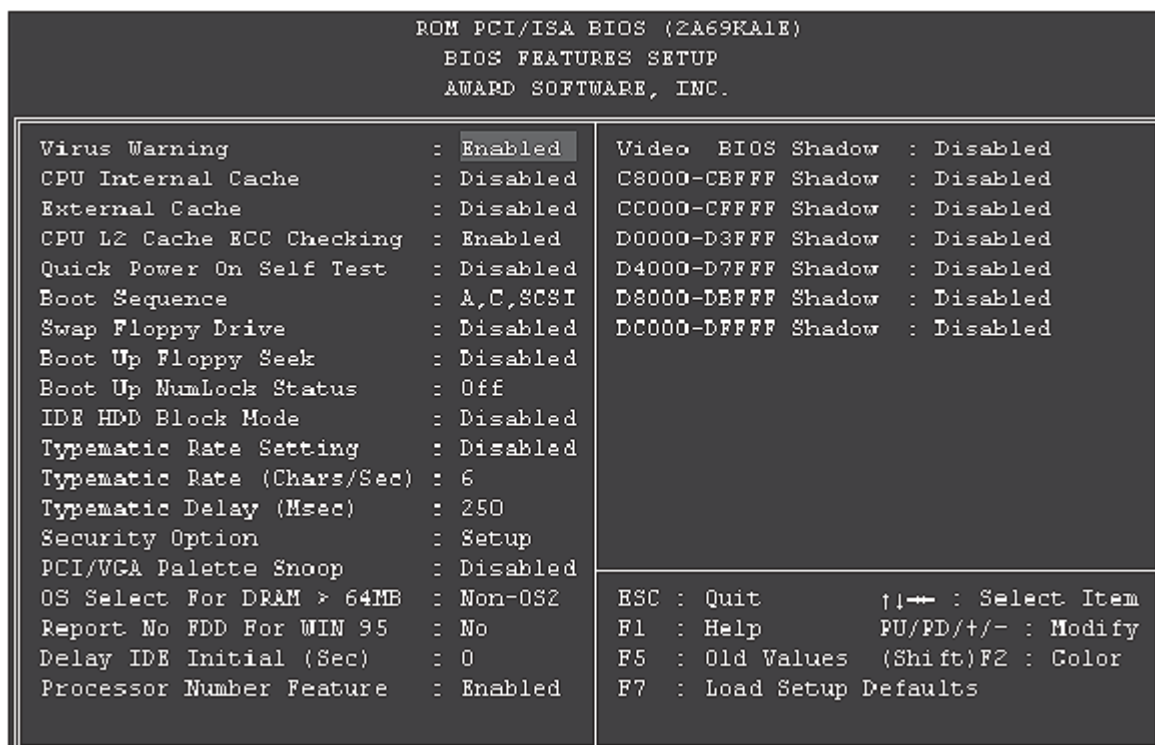 ROM PCI/ISA BIOS (2A69KA1E)
BIOS FEATURES SETUP
AWARD SOFTWARE, INC.
Virus Warning : Enabled
CPU Internal Cache : Disabled
External Cache : Disabled
CPU L2 Cache ECC Checking : Enabled
Quick Power On Self Test : Disabled
Boot Sequence : A,C,SCSI
Swap Floppy Drive : Disabled
Boot Up Floppy Seek : Disabled
Boot Up NumLock Status : Off
IDE HDD Block Mode : Disabled
Typematic Rate Setting : Disabled
Typematic Rate (Chars/Sec) : 6
Typematic Delay (Msec) : 250
Security Option : Setup
PCI/VGA Palette Snoop : Disabled
OS Select For DRAM > 64MB : Non-OS2
Report No FDD For WIN 95 : No
Delay IDE Initial (Sec) : 0
Processor Number Feature : Enabled
Video BIOS Shadow : Disabled
C8000-CBFFF Shadow : Disabled
CC000-CFFFF Shadow : Disabled
D0000-D3FFF Shadow : Disabled
D4000-D7FFF Shadow : Disabled
D8000-DBFFF Shadow : Disabled
DC000-DFFFF Shadow : Disabled
ESC : Quit ↑↓→← : Select Item
F1 : Help PU/PD/+/- : Modify
F5 : Old Values (Shift)F2 : Color
F7 : Load Setup Defaults